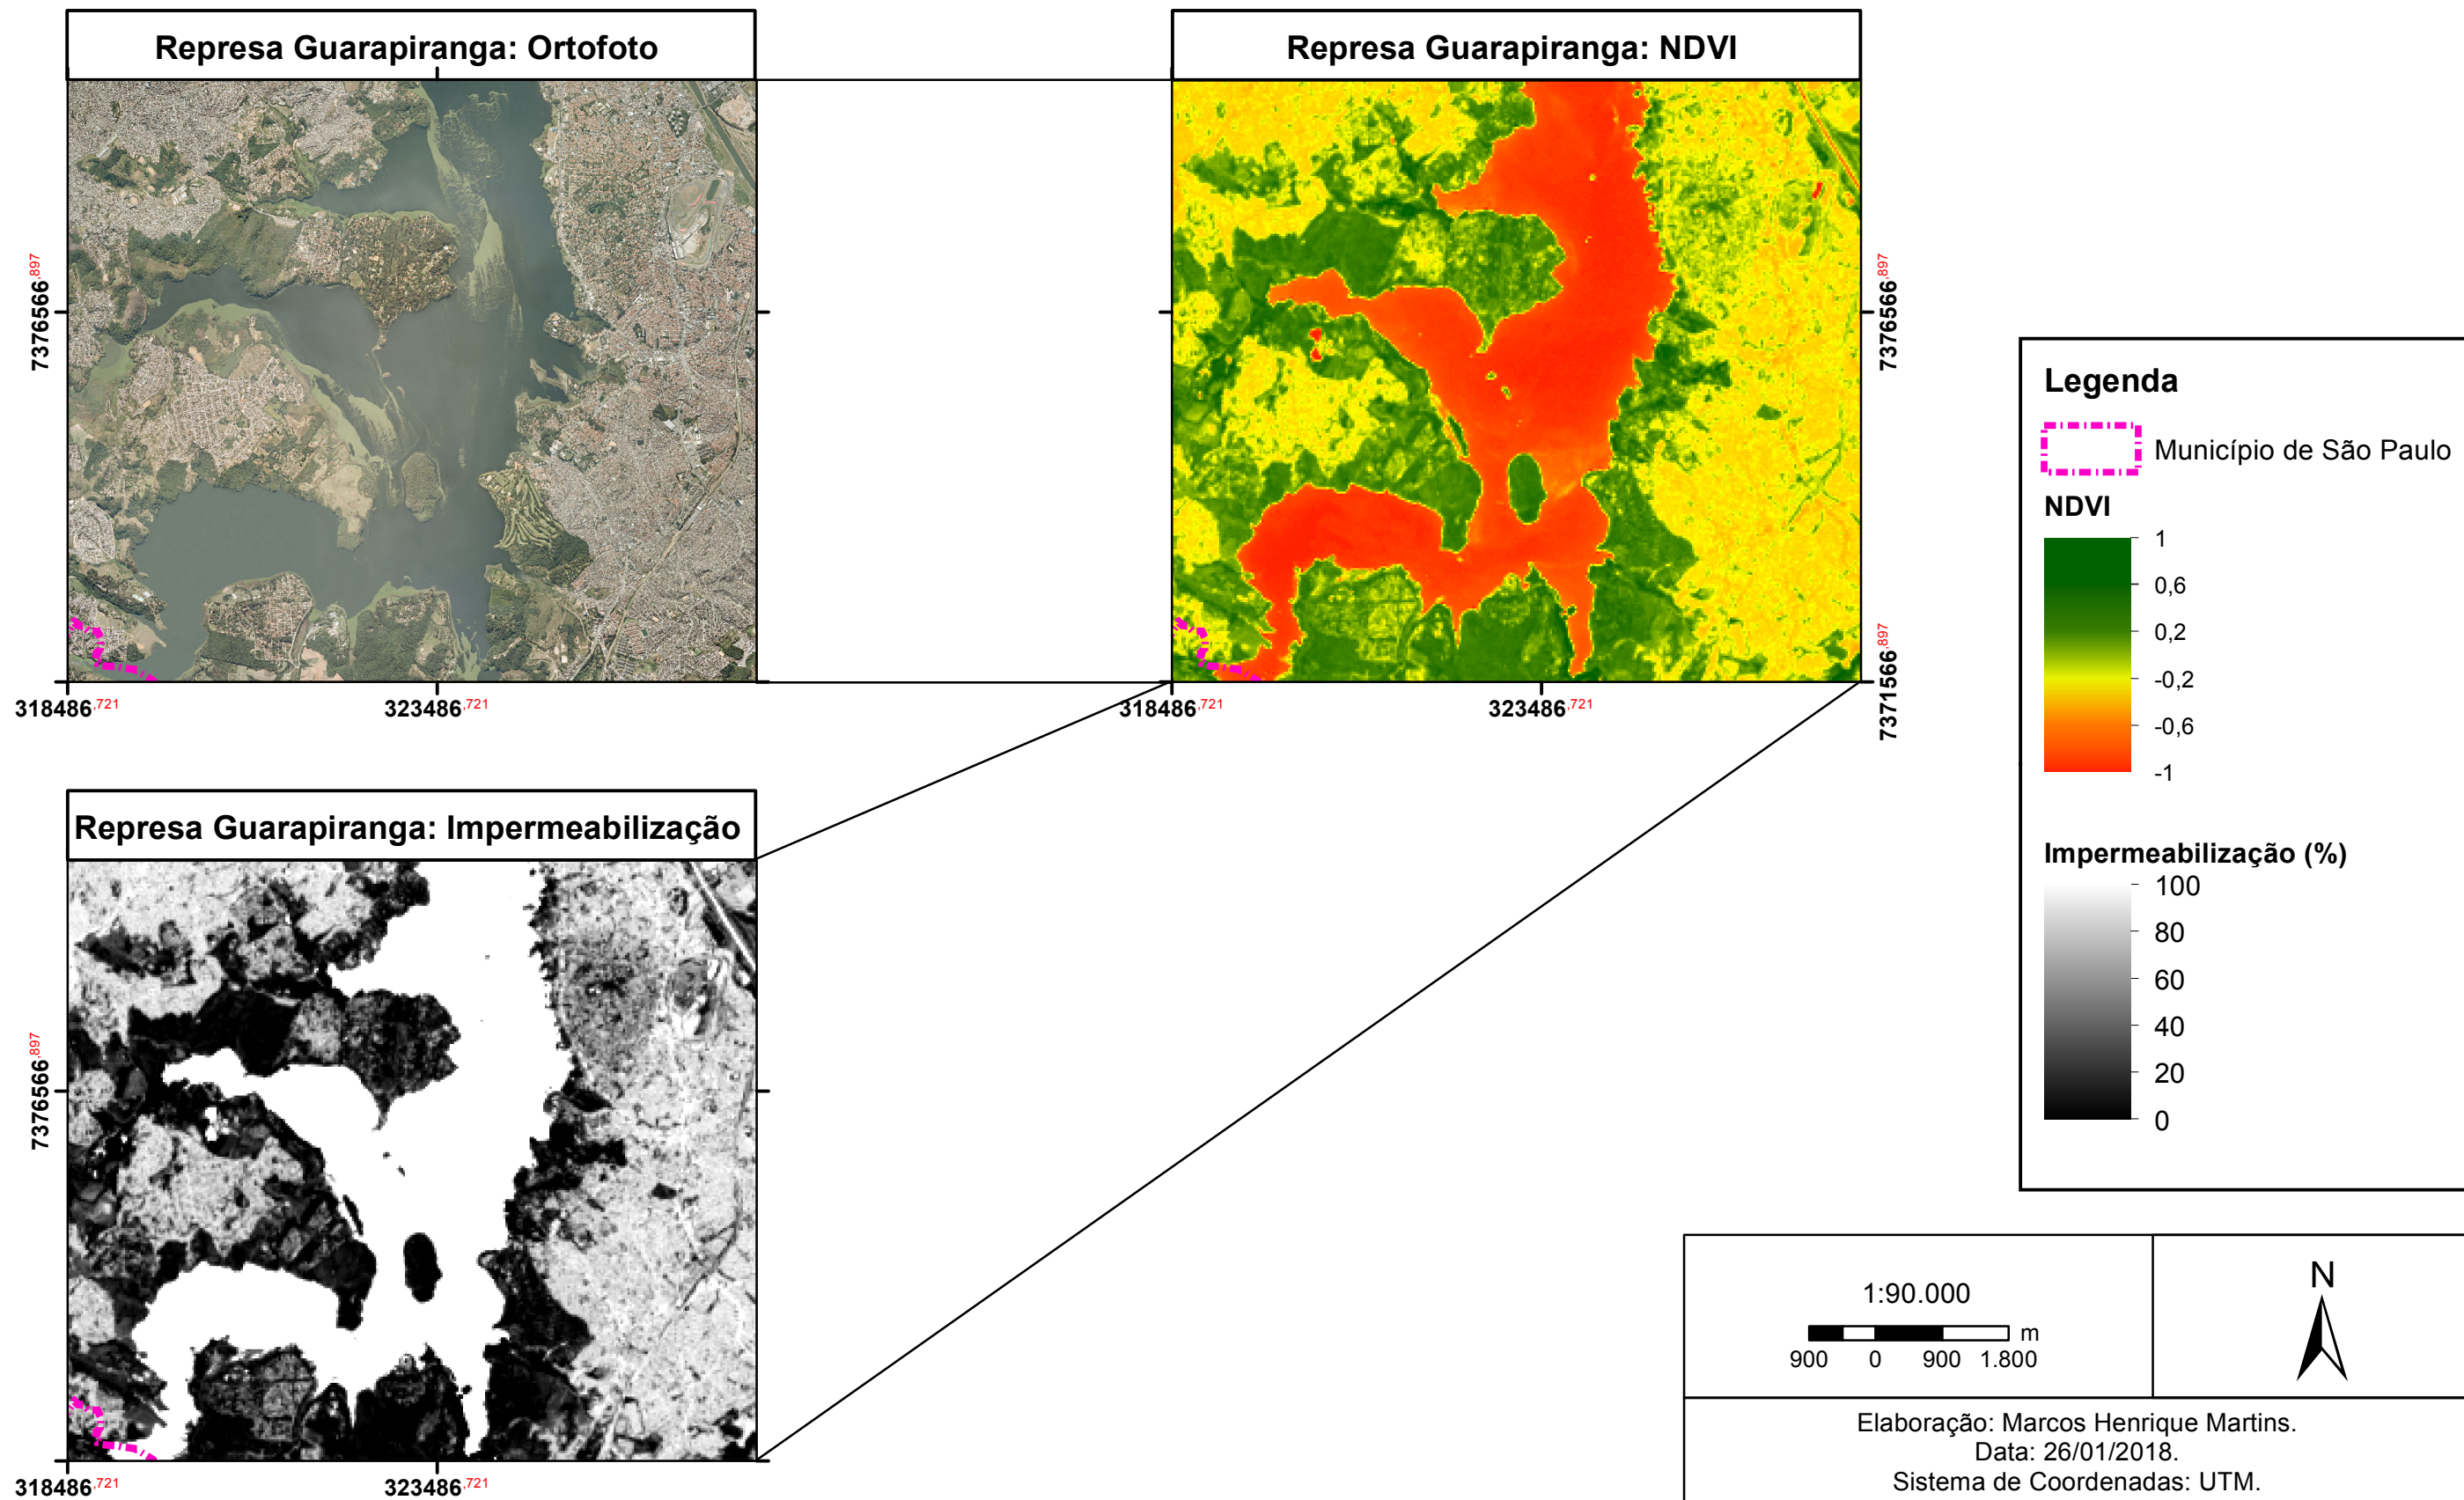 Represa Guarapiranga: Ortofoto
Represa Guarapiranga: NDVI
7376566,897
318486,721
323486,721
7376566,897
7371566,897
318486,721
323486,721
Represa Guarapiranga: Impermeabilização
7376566,897
318486,721
323486,721
Legenda
Município de São Paulo
NDVI
1
0,6
0,2
-0,2
-0,6
-1
Impermeabilização (%)
100
80
60
40
20
0
1:90.000
m
900 0 900 1.800
N
Elaboração: Marcos Henrique Martins.
Data: 26/01/2018.
Sistema de Coordenadas: UTM.